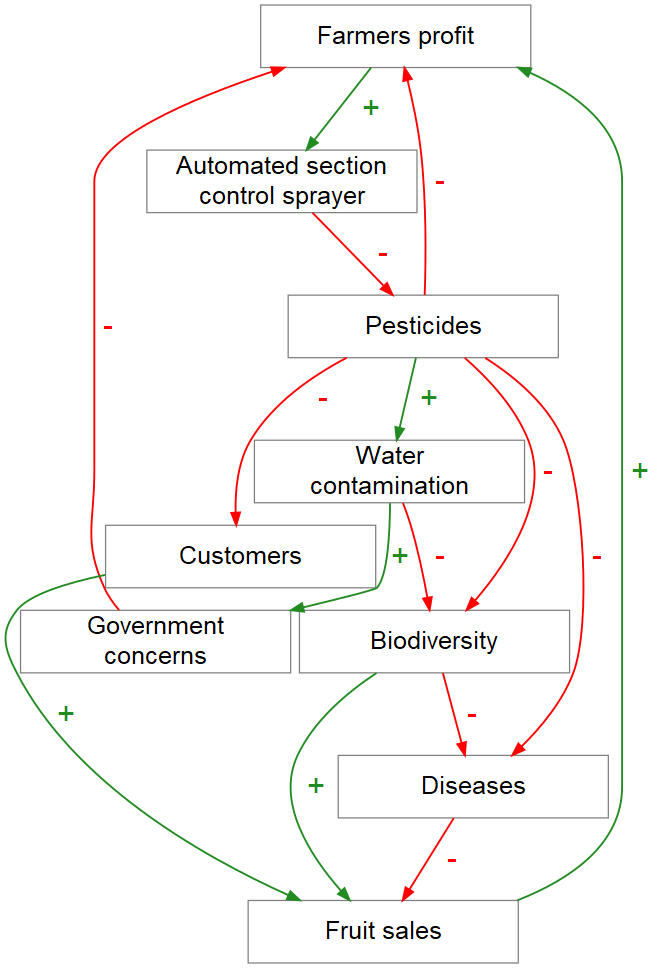 Farmers profit
+
Automated section
control sprayer
-
-
Pesticides
-
-
+
-
Water
contamination
+
-
Customers
+
-
-
Government
concerns
Biodiversity
+
-
+
Diseases
-
Fruit sales